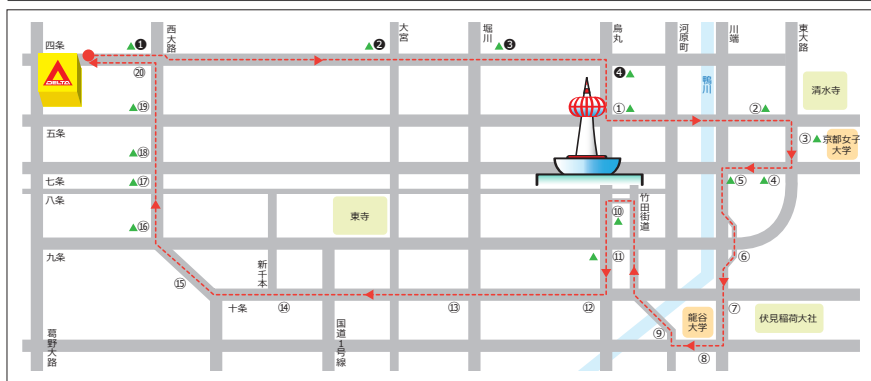 四条
❶
西大路
大宮
❷
堀川
❸
烏丸
河原町
川端
東大路
❹
鴨川
清水寺
DELTA
⑳
⑲
①
②
③
京都女子
大学
五条
⑱
⑤
④
七条
⑰
八条
⑯
東寺
⑩
竹田街道
九条
新千本
⑪
⑥
⑮
十条
⑭
⑬
⑫
⑦
龍谷
大学
伏見稲荷大社
葛野大路
国道1号線
⑨
⑧